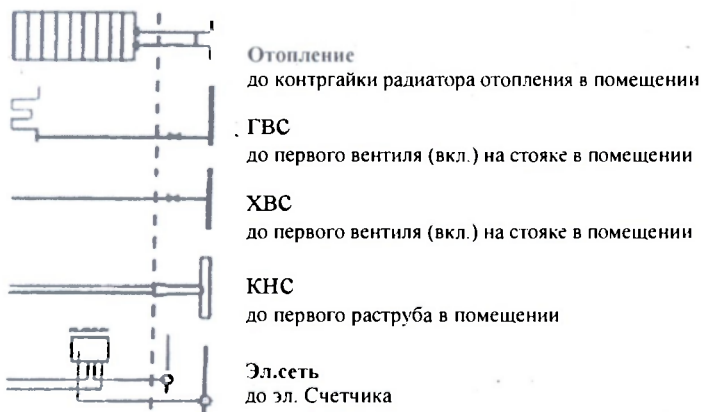 Отопление
до контргайки радиатора отопления в помещении
ГВС
до первого вентиля (вкл.) на стояке в помещении
ХВС
до первого вентиля (вкл.) на стояке в помещении
КНС
до первого раструба в помещении
Эл.сеть
до эл. Счетчика